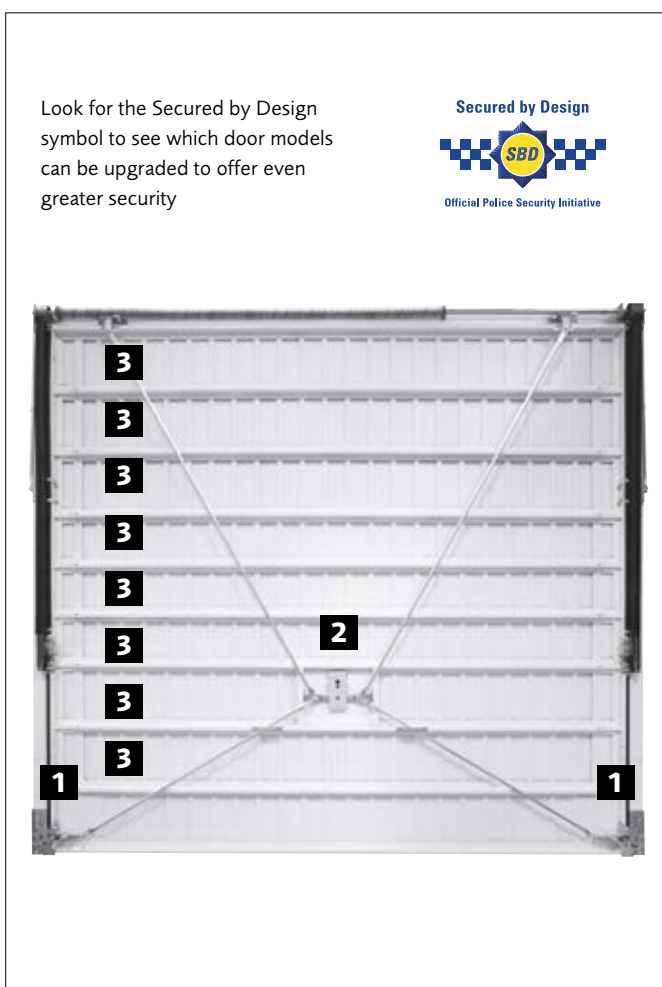 Look for the Secured by Design
symbol to see which door models
can be upgraded to offer even
greater security
Secured by Design
SBD
Official Police Security Initiative
3
3
3
3
3
2
3
3
3
1
1